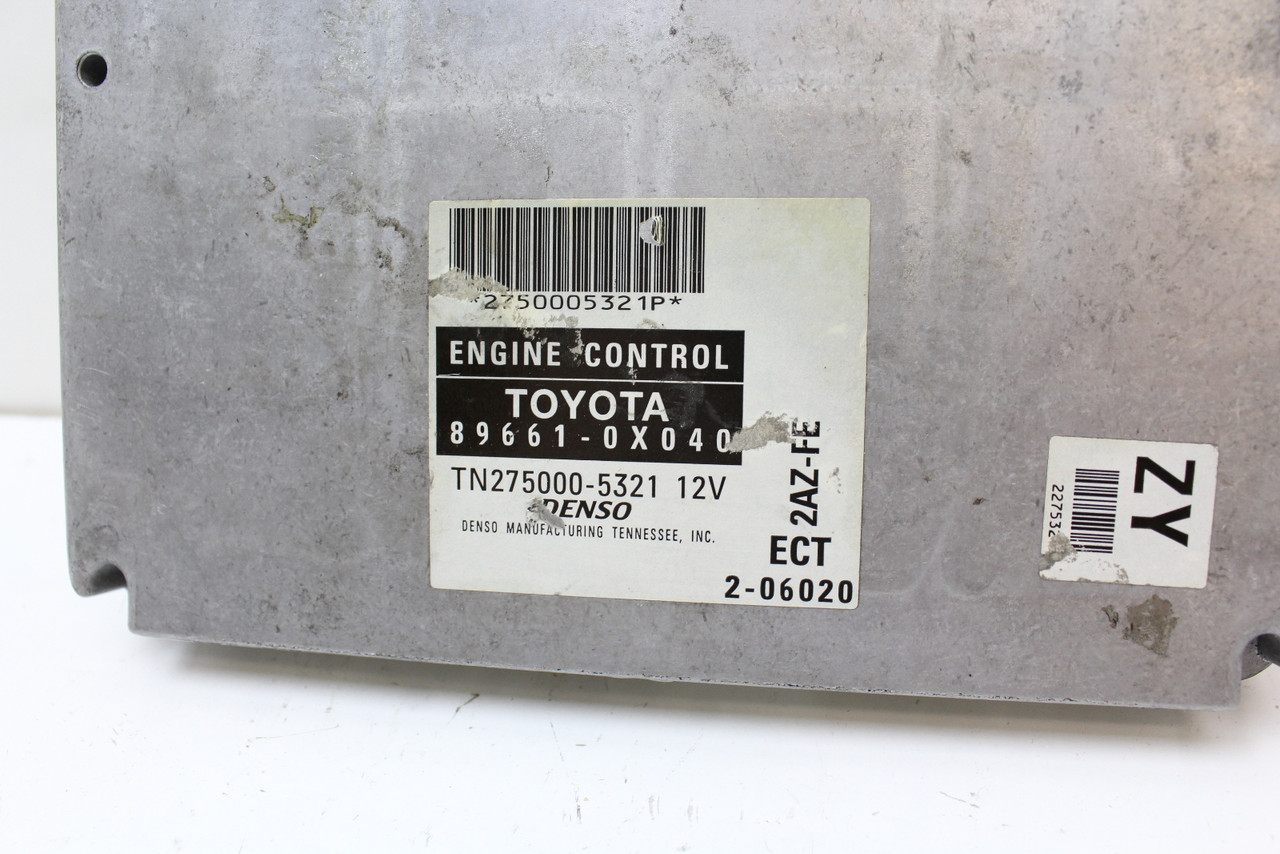 *2750005321P*
ENGINE CONTROL
TOYOTA
89661-0X040
TN275000-5321 12V
DENSO
DENSO MANUFACTURING TENNESSEE, INC.
2AZ-FE
ECT
2-06020
ZY